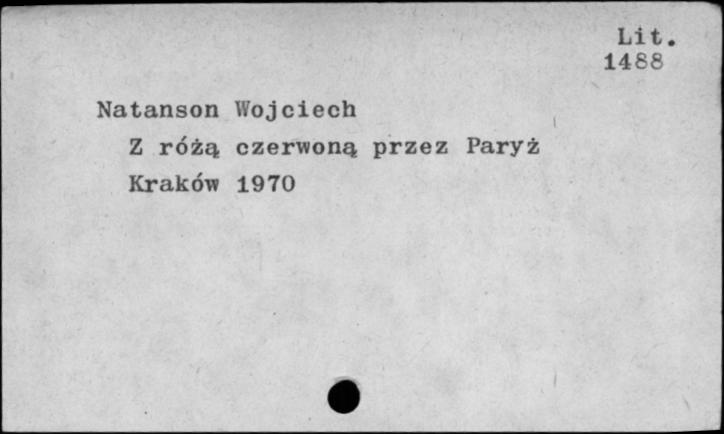 Lit.
1488
Natanson Wojciech
Z różą czerwoną przez Paryż
Kraków 1970